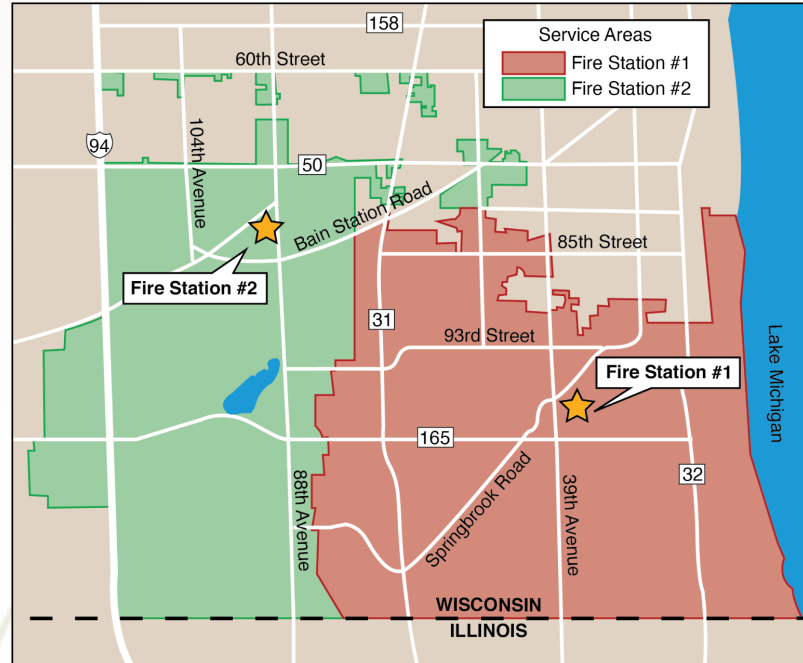 158
Service Areas
Fire Station #1
Fire Station #2
60th Street
94
104th Avenue
50
Bain Station Road
85th Street
Fire Station #2
31
93rd Street
Lake Michigan
Fire Station #1
165
88th Avenue
Springbrook Road
39th Avenue
32
WISCONSIN
ILLINOIS